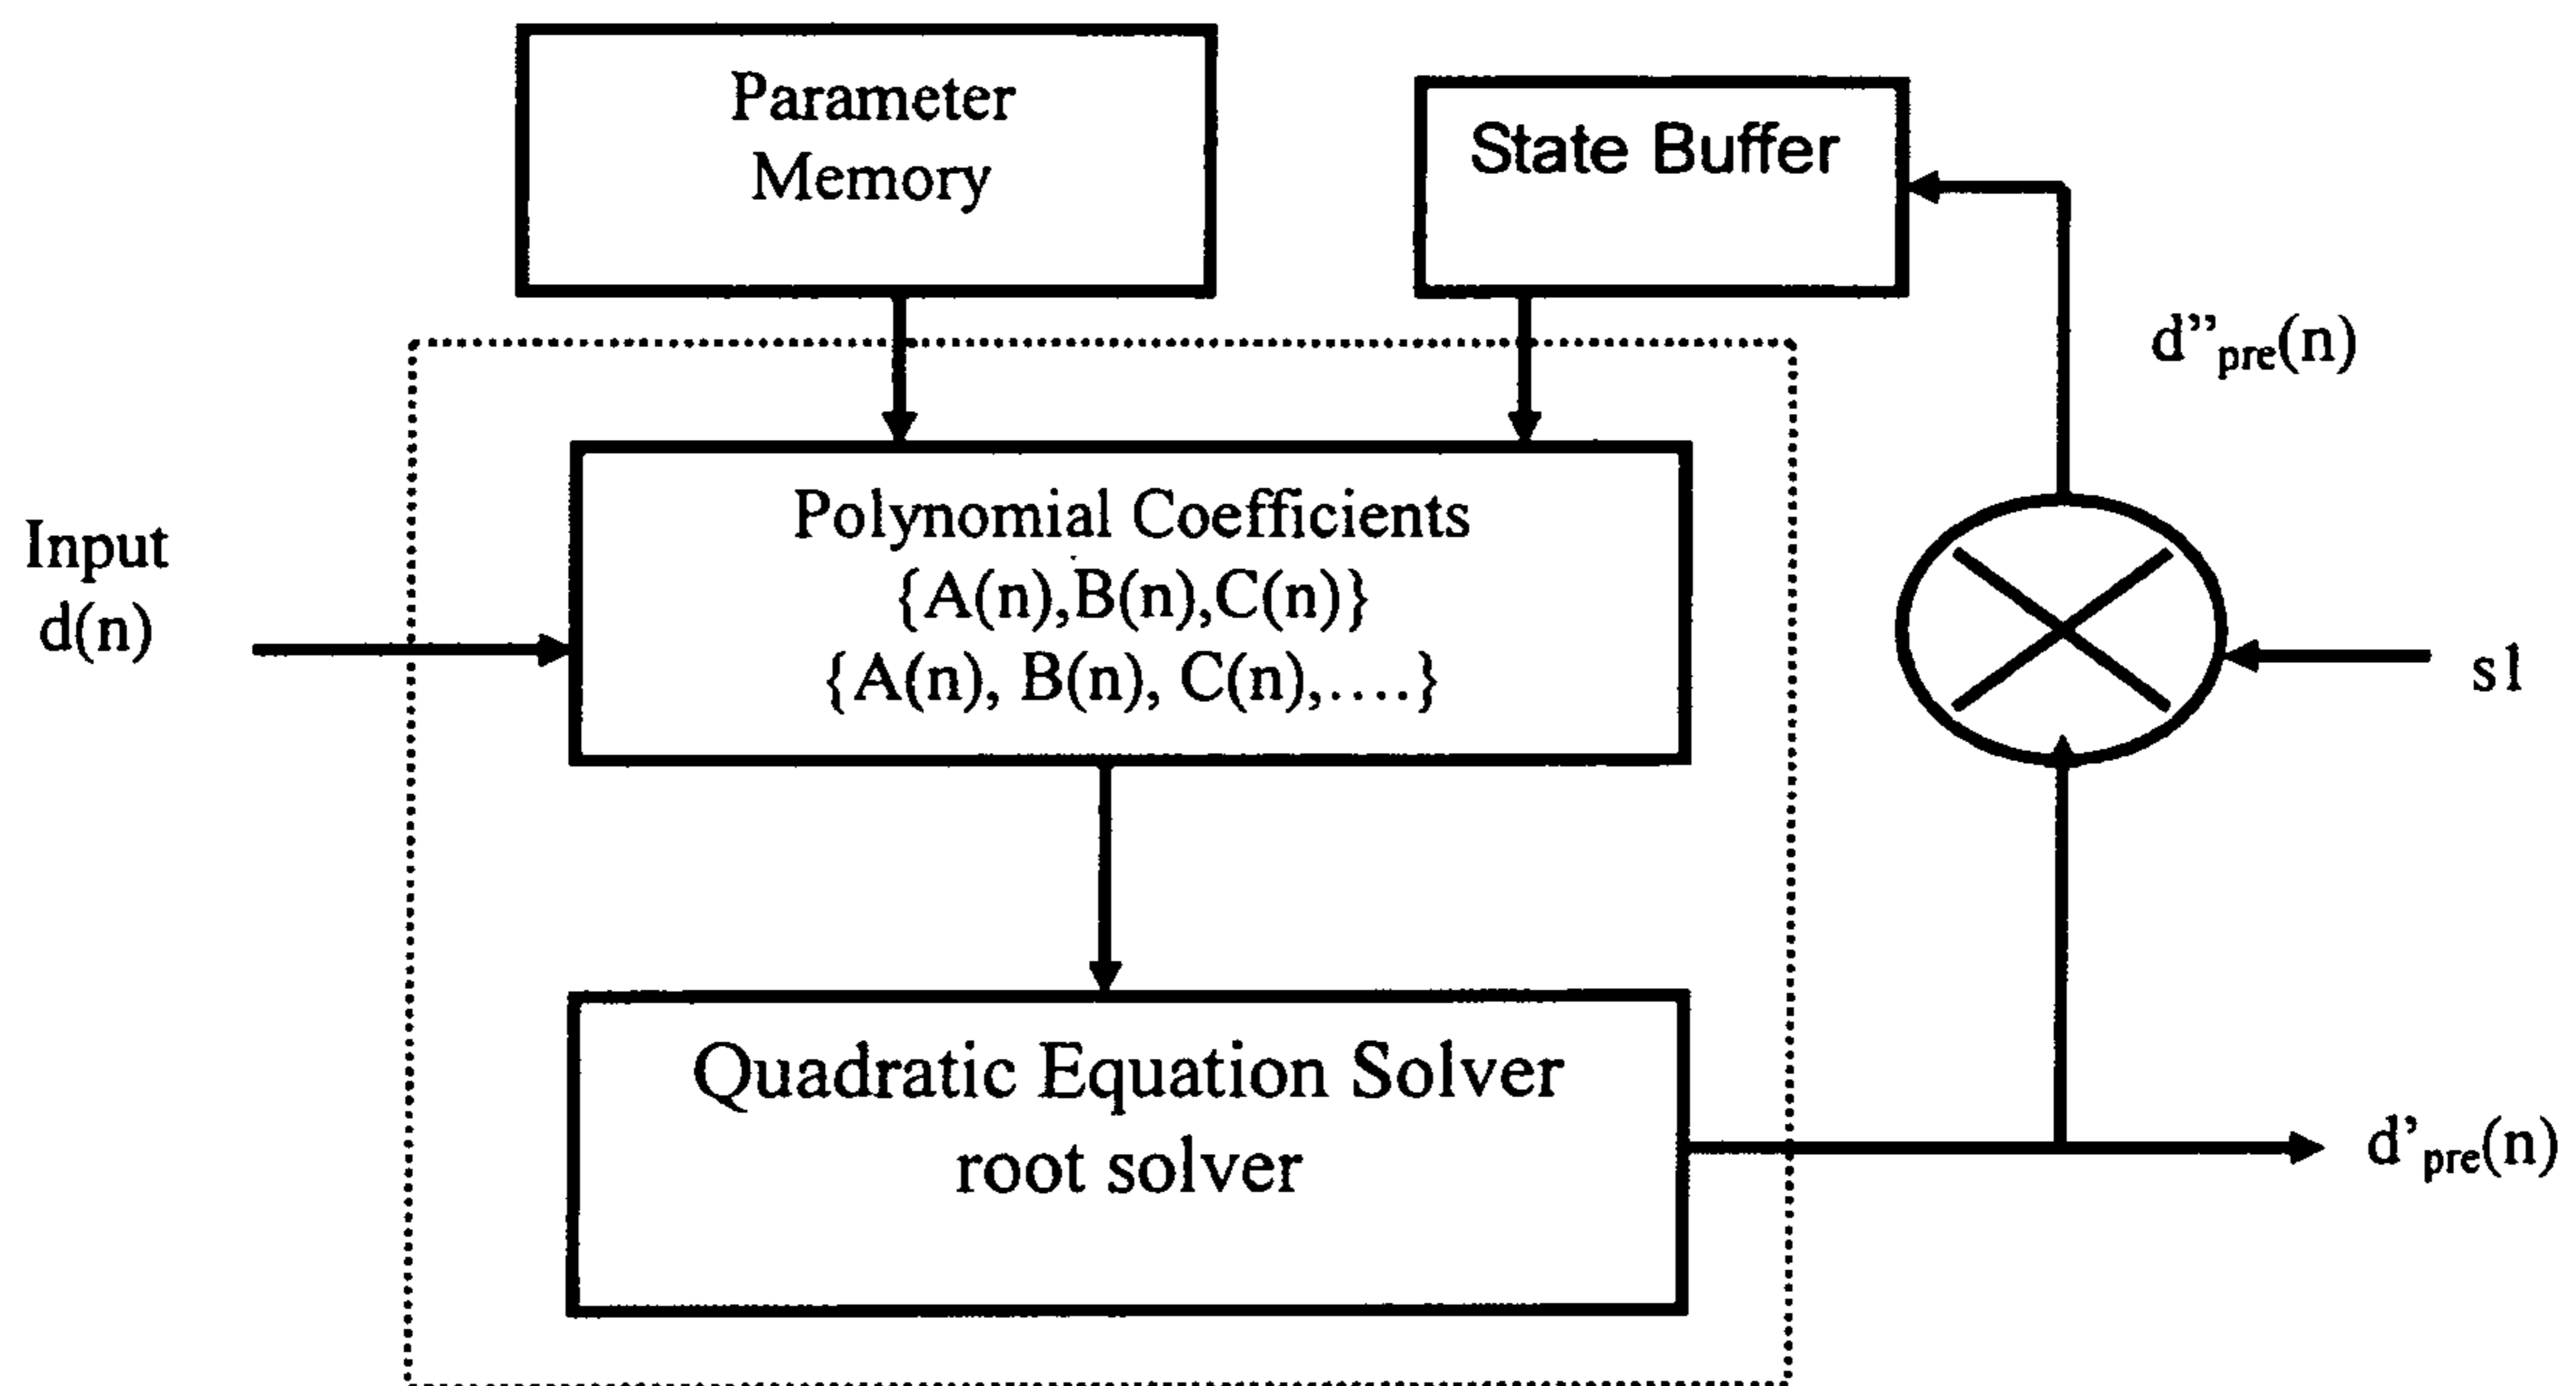 Parameter
Memory
State Buffer
d”pre(n)
Polynomial Coefficients
{A(n),B(n),C(n)}
{A(n), B(n), C(n),....}
Input
d(n)
s1
Quadratic Equation Solver
root solver
d’pre(n)